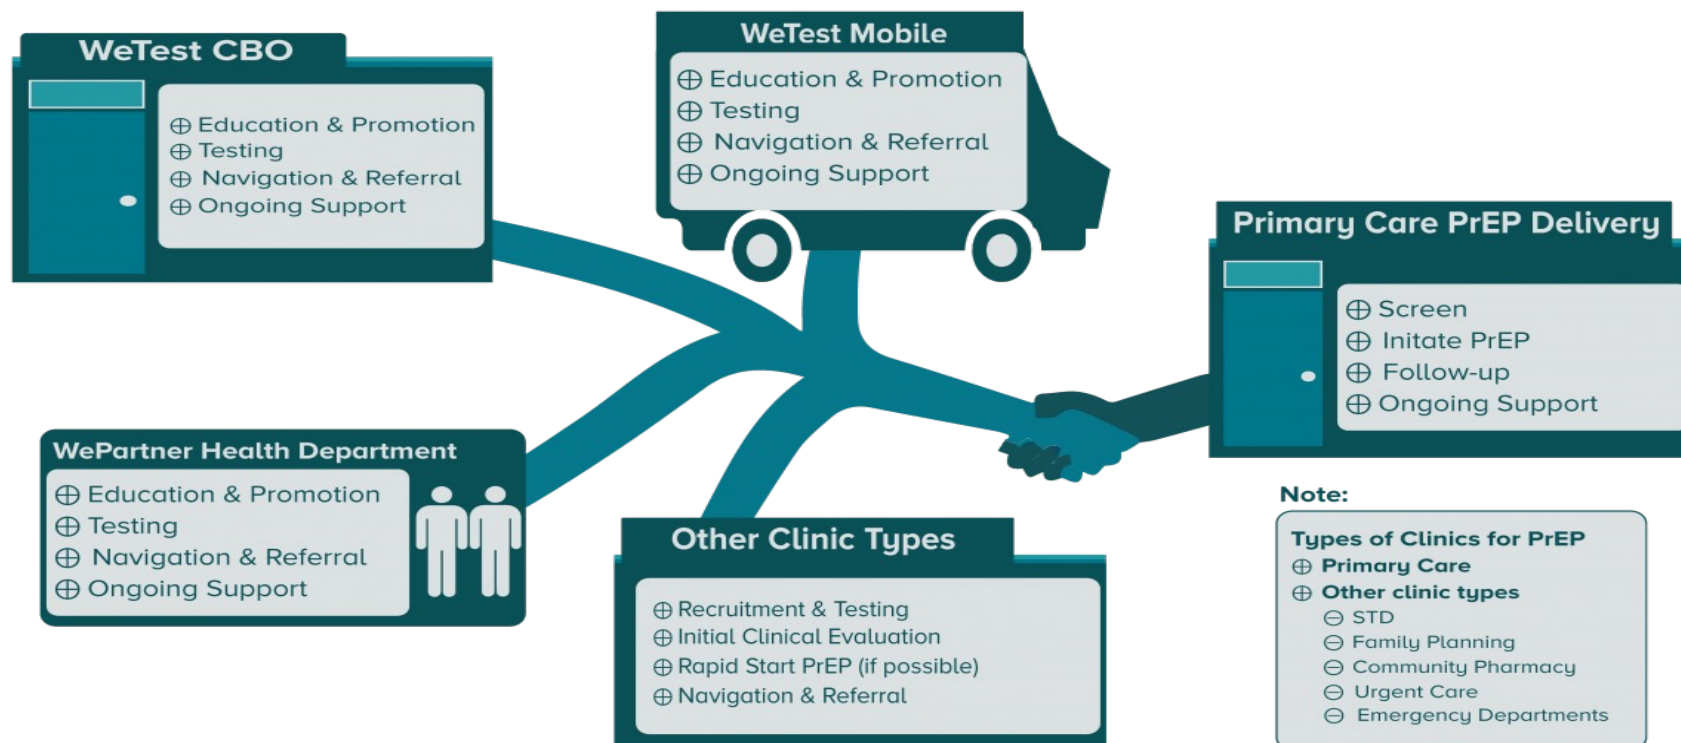 WeTest CBO
Education & Promotion
Testing
Navigation & Referral
Ongoing Support
WeTest Mobile
Education & Promotion
Testing
Navigation & Referral
Ongoing Support
Primary Care PrEP Delivery
Screen
Initate PrEP
Follow-up
Ongoing Support
WePartner Health Department
Education & Promotion
Testing
Navigation & Referral
Ongoing Support
Other Clinic Types
Recruitment & Testing
Initial Clinical Evaluation
Rapid Start PrEP (if possible)
Navigation & Referral
Note:
Types of Clinics for PrEP
Primary Care
Other clinic types
STD
Family Planning
Community Pharmacy
Urgent Care
Emergency Departments